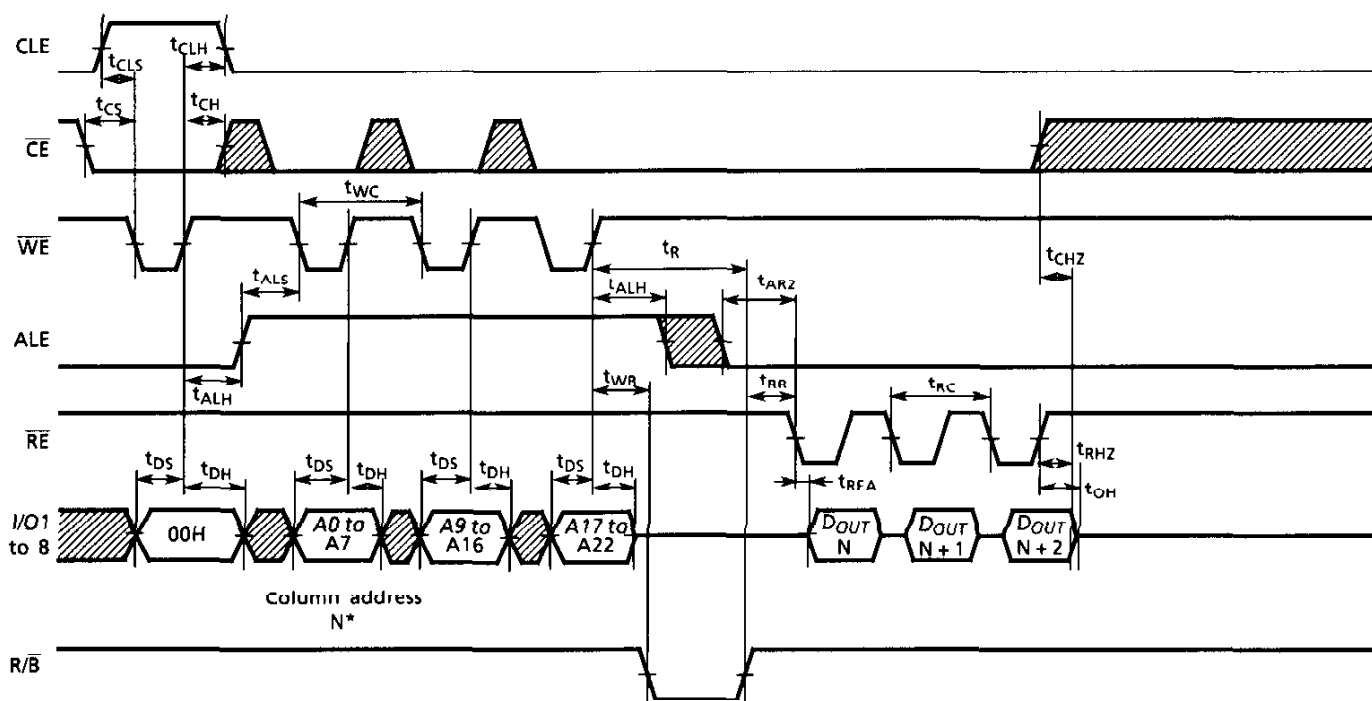 CLE
tCLS
tCLH
CE
tCS
tCH
WE
tWC
tR
tCHZ
ALE
tALS
tALH
tAR2
tALH
tWB
tRR
tRC
RE
tRHZ
tOH
tREA
tDS
tDH
tDS
tDH
tDS
tDH
tDS
tDH
I/O1
to 8
00H
A0 to
A7
A9 to
A16
A17 to
A22
DOUT
N
DOUT
N + 1
DOUT
N + 2
Column address
N*
R/B